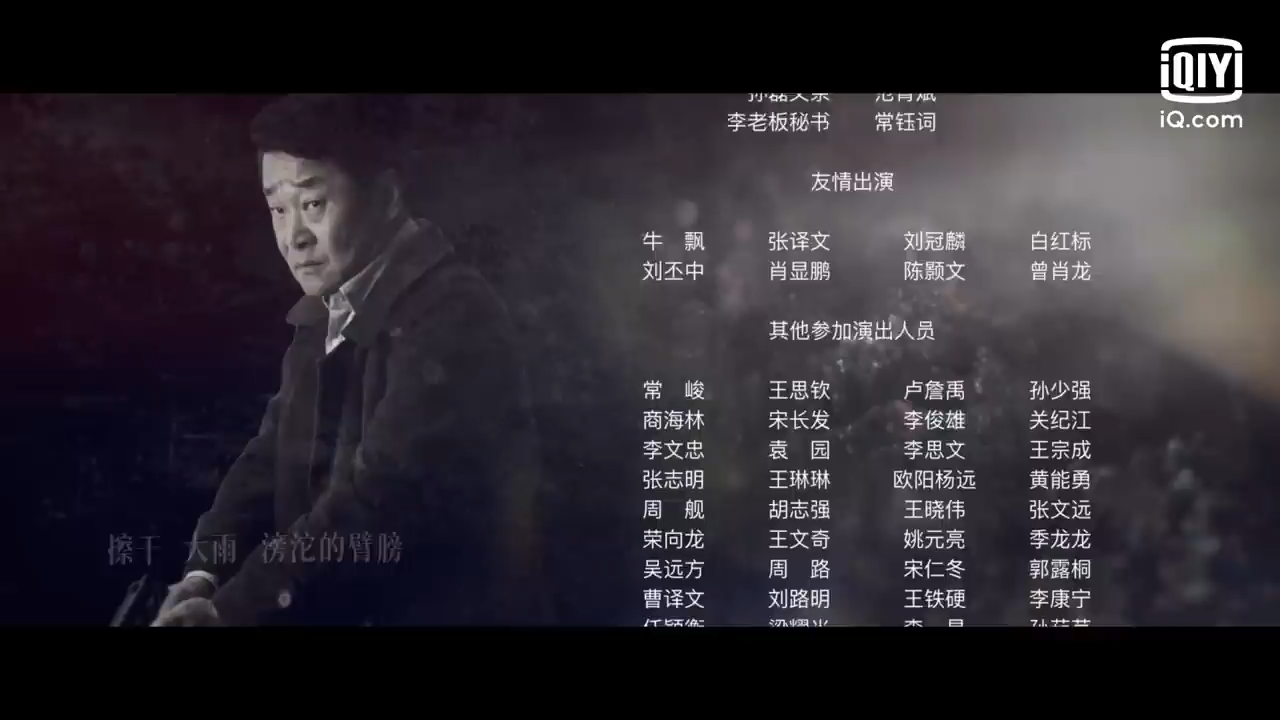 iQIYI
iQ.com
李老板秘书 常钰词
友情出演
牛 飘 张译文 刘冠麟 白红标
刘丕中 肖显鹏 陈颢文 曾肖龙
其他参加演出人员
常 峻 王思钦 卢詹禹 孙少强
商海林 宋长发 李俊雄 关纪江
李文忠 袁 园 李思文 王宗成
张志明 王琳琳 欧阳杨远 黄能勇
周 舰 胡志强 王晓伟 张文远
荣向龙 王文奇 姚元亮 季龙龙
吴远方 周 路 宋仁冬 郭露桐
曹译文 刘路明 王铁硬 李康宁
擦干 大雨 滂沱的臂膀